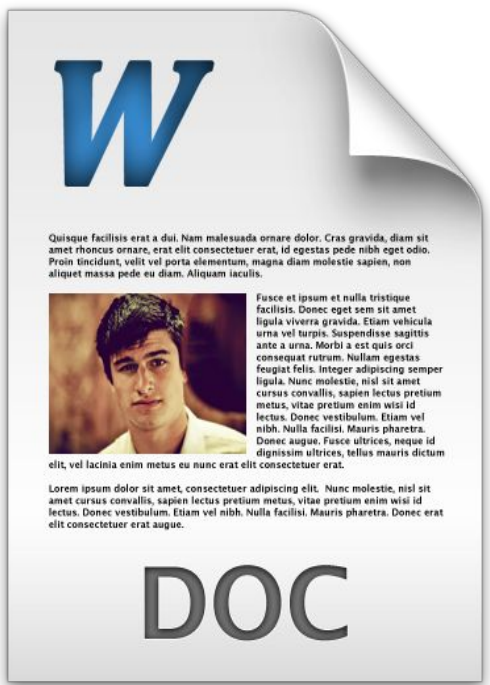 W
Quisque facilisis erat a dui. Nam malesuada ornare dolor. Cras gravida, diam sit
amet rhoncus ornare, erat elit consectetuer erat, id egestas pede nibh eget odio.
Proin tincidunt, velit vel porta elementum, magna diam molestie sapien, non
aliquet massa pede eu diam. Aliquam iaculis.
Fusce et ipsum et nulla tristique
facilisis. Donec eget sem sit amet
ligula viverra gravida. Etiam vehicula
urna vel turpis. Suspendisse sagittis
ante a urna. Morbi a est quis orci
consequat rutrum. Nullam egestas
feugiat felis. Integer adipiscing semper
ligula. Nunc molestie, nisl sit amet
cursus convallis, sapien lectus pretium
metus, vitae pretium enim wisi id
lectus. Donec vestibulum. Etiam vel
nibh. Nulla facilisi. Mauris pharetra.
Donec augue. Fusce ultrices, neque id
dignissim ultrices, tellus mauris dictum
elit, vel lacinia enim metus eu nunc erat elit consectetuer erat.
Lorem ipsum dolor sit amet, consectetuer adipiscing elit. Nunc molestie, nisl sit
amet cursus convallis, sapien lectus pretium metus, vitae pretium enim wisi id
lectus. Donec vestibulum. Etiam vel nibh. Nulla facilisi. Mauris pharetra. Donec erat
elit consectetuer erat augue.
DOC